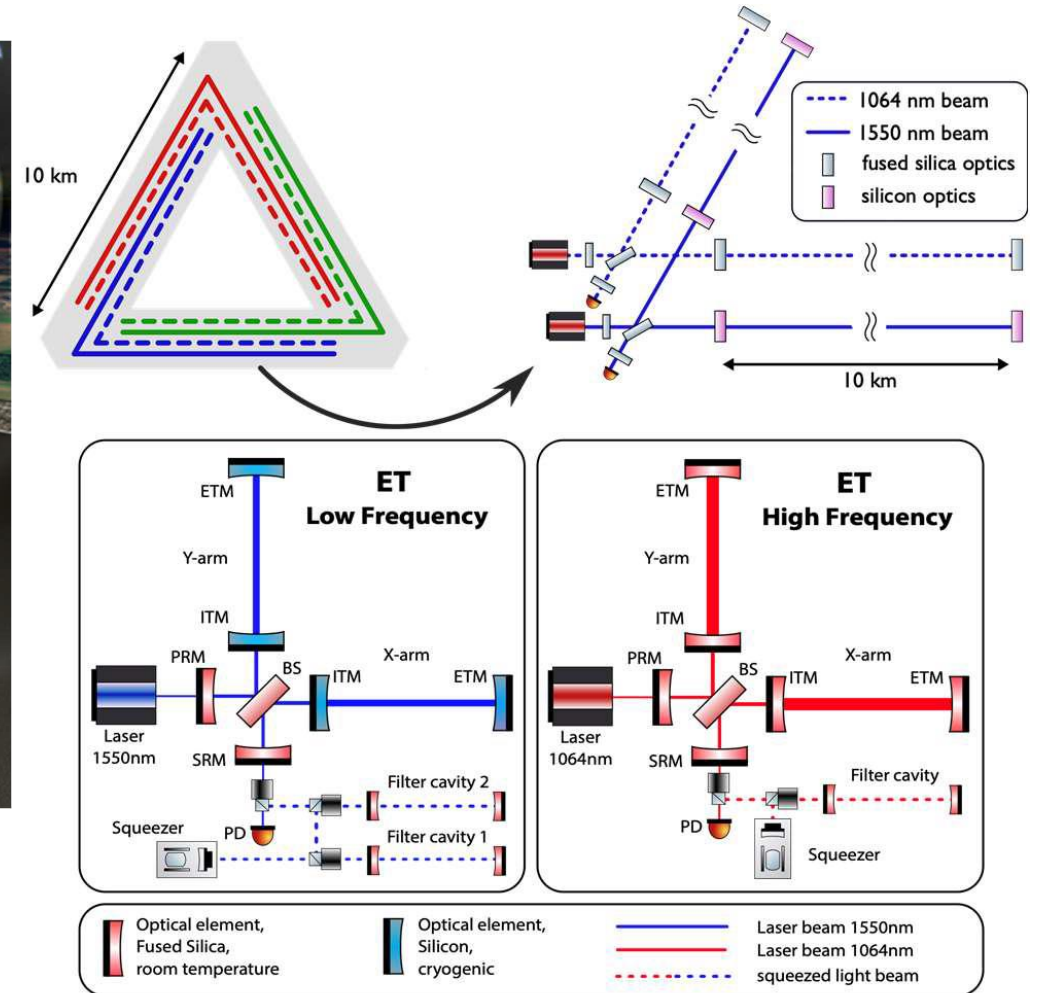 10 km
1064 nm beam
1550 nm beam
fused silica optics
silicon optics
10 km
ET
Low Frequency
ETM
Y-arm
ITM
PRM
BS
ITM
X-arm
ETM
Laser
1550nm
SRM
Filter cavity 2
PD
Filter cavity 1
Squeezer
ET
High Frequency
ETM
Y-arm
ITM
PRM
BS
ITM
X-arm
ETM
Laser
1064nm
SRM
Filter cavity
PD
Squeezer
Optical element,
Fused Silica,
room temperature
Optical element,
Silicon,
cryogenic
Laser beam 1550nm
Laser beam 1064nm
squeezed light beam